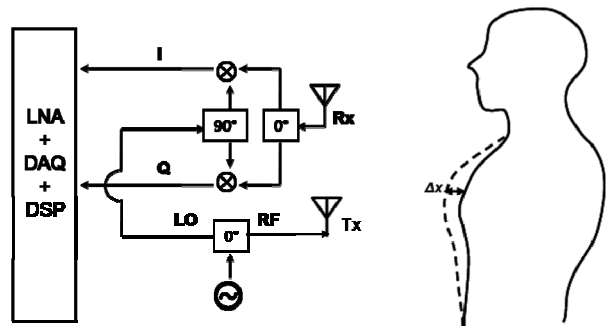 I
LNA
+
DAQ
+
DSP
90°
0°
Rx
Q
LO
RF
0°
Tx
Δx